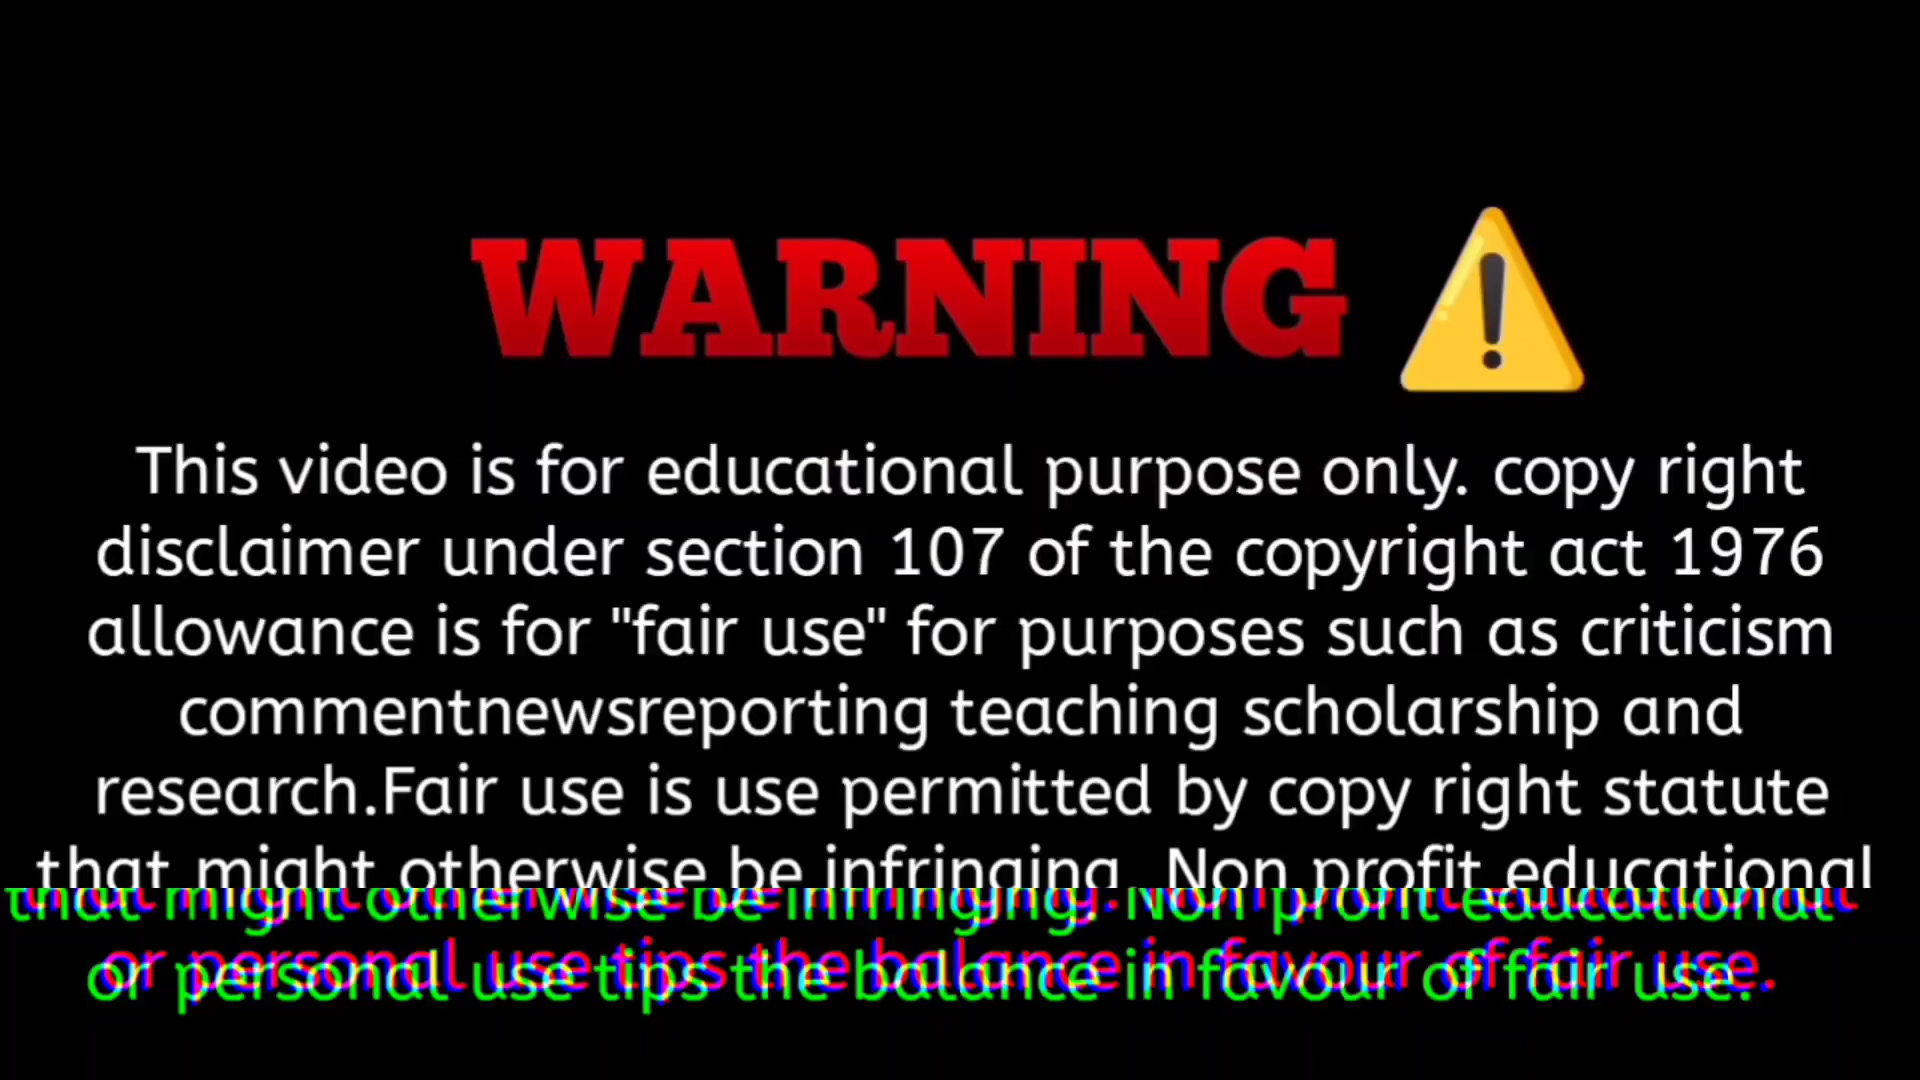 WARNING
This video is for educational purpose only. copy right
disclaimer under section 107 of the copyright act 1976
allowance is for "fair use" for purposes such as criticism
commentnewsreporting teaching scholarship and
research.Fair use is use permitted by copy right statute
that might otherwise be infringing. Non profit educational
or personal use tips the balance in favour of fair use.